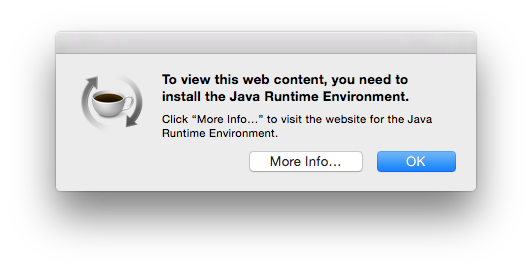 To view this web content, you need to
install the Java Runtime Environment.
Click “More Info…” to visit the website for the Java
Runtime Environment.
More Info…
OK